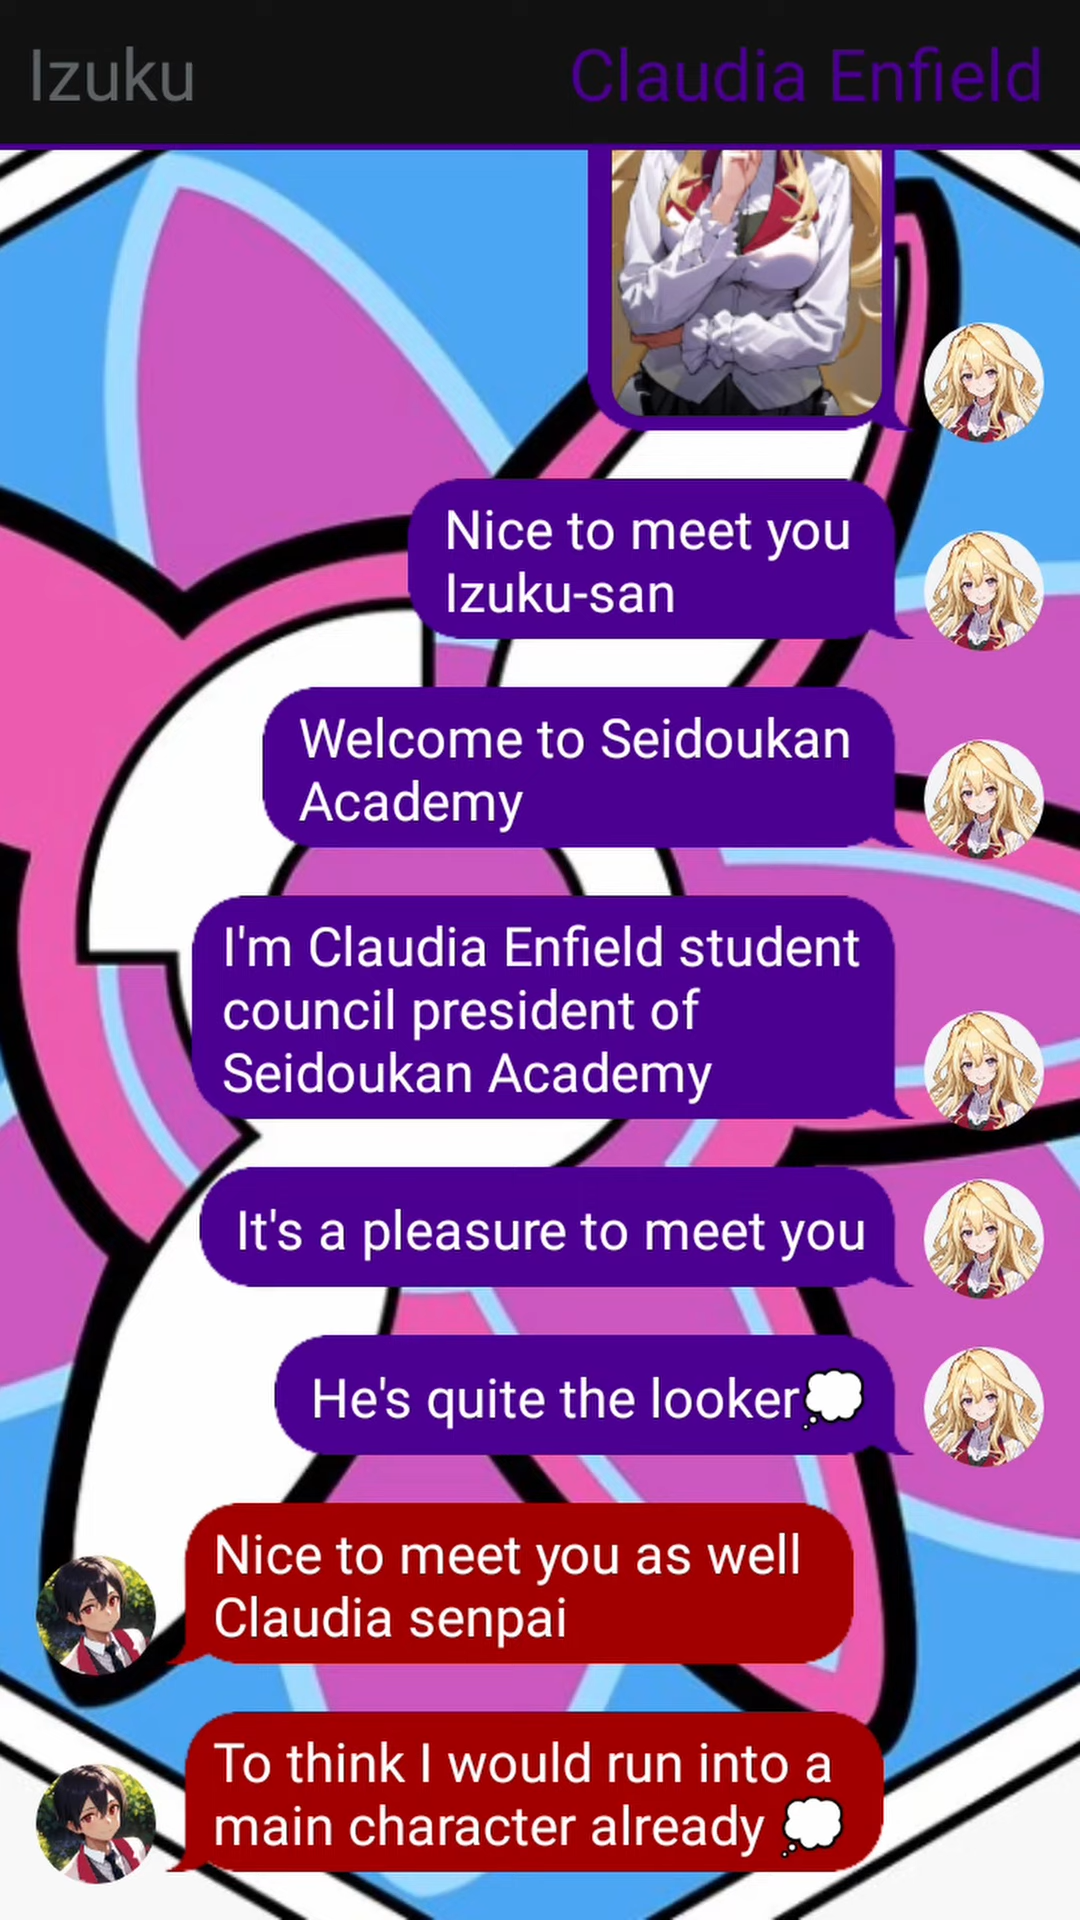 Izuku
Claudia Enfield
Nice to meet you
Izuku-san
Welcome to Seidoukan
Academy
I'm Claudia Enfield student
council president of
Seidoukan Academy
It's a pleasure to meet you
He's quite the looker💭
Nice to meet you as well
Claudia senpai
To think I would run into a
main character already 💭